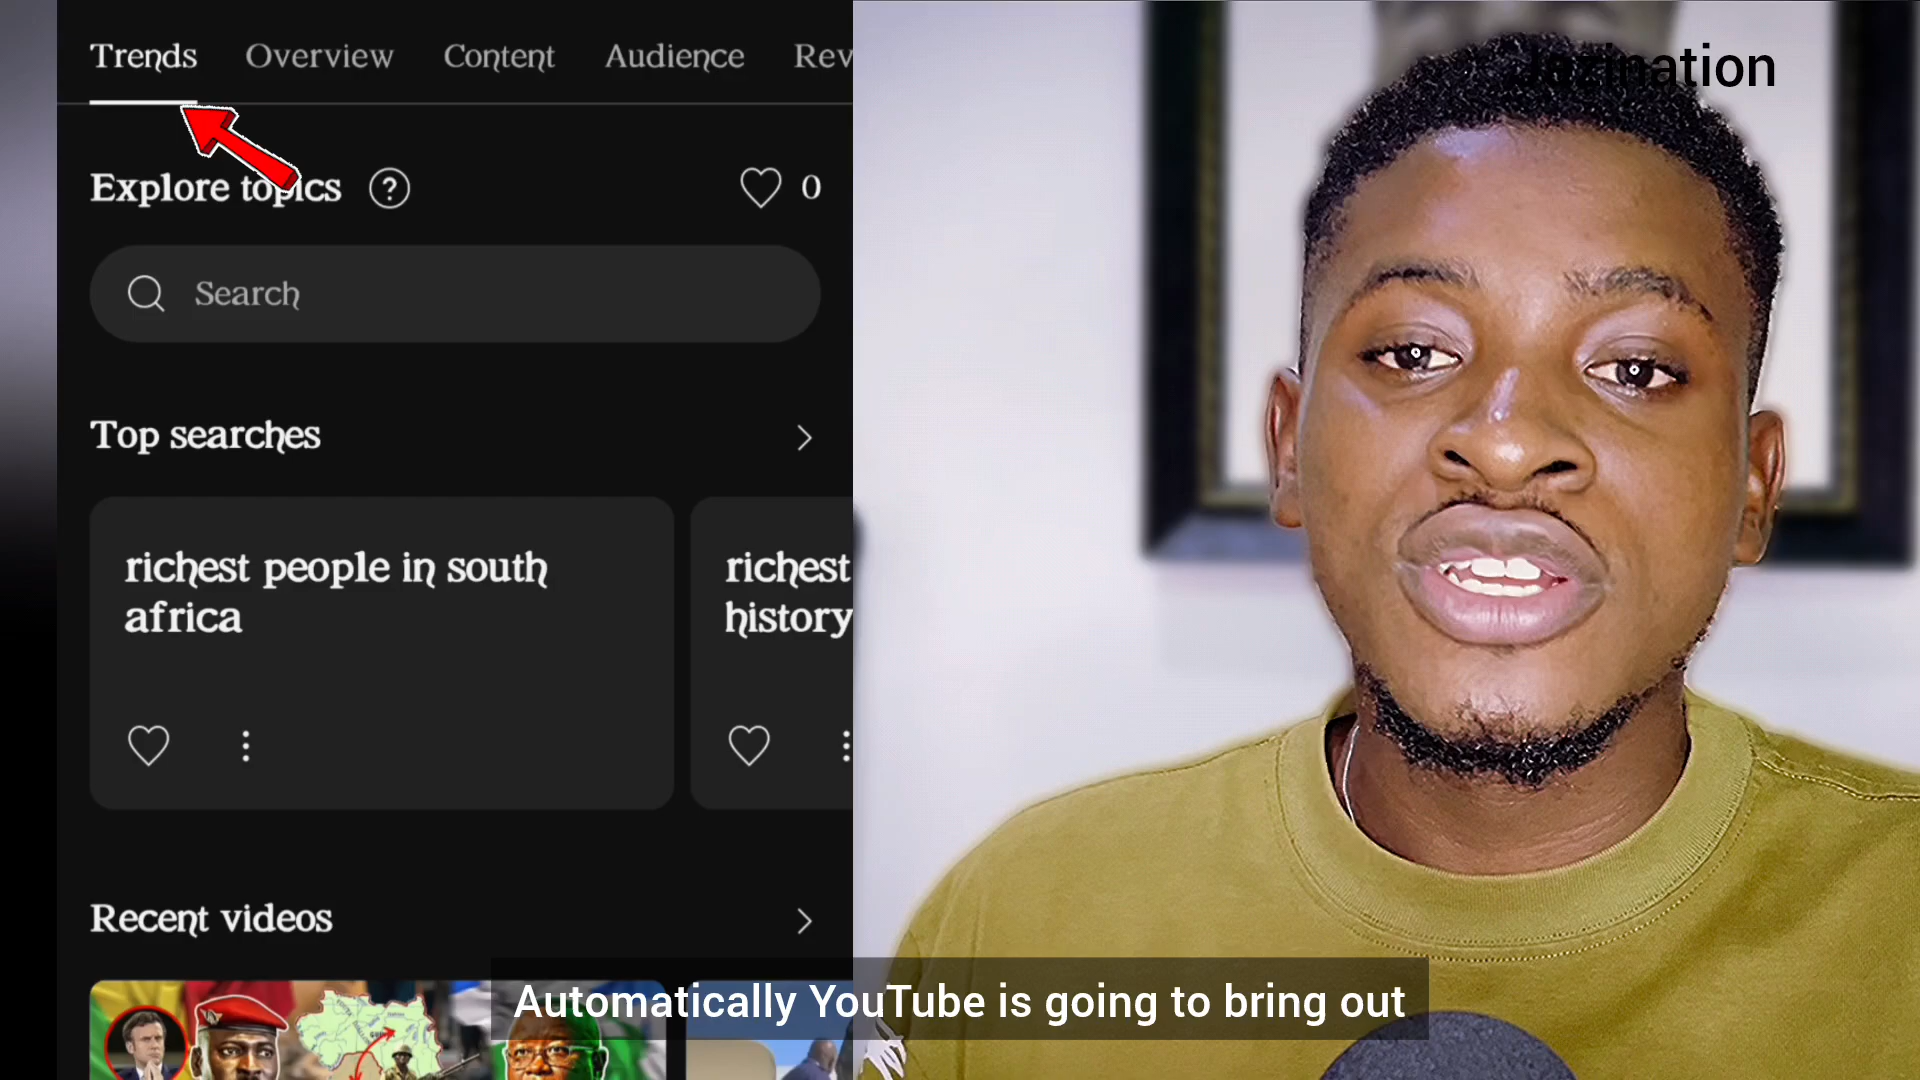 Trends Overview Content Audience Rev
Jazination
Explore topics ? 0
Search
Top searches
richest people in south
africa
richest
history
Recent videos
Automatically YouTube is going to bring out